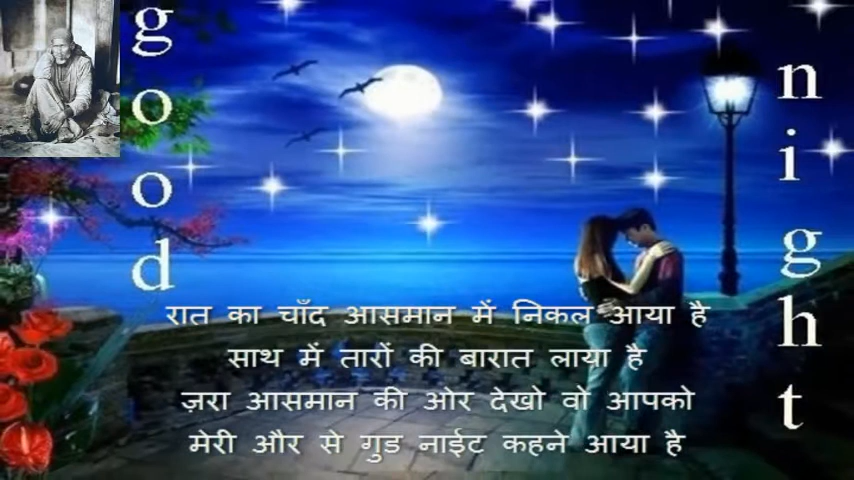 good
night
रात का चाँद आसमान में निकल आया है
साथ में तारों की बारात लाया है
ज़रा आसमान की ओर देखो वो आपको
मेरी और से गुड नाईट कहने आया है